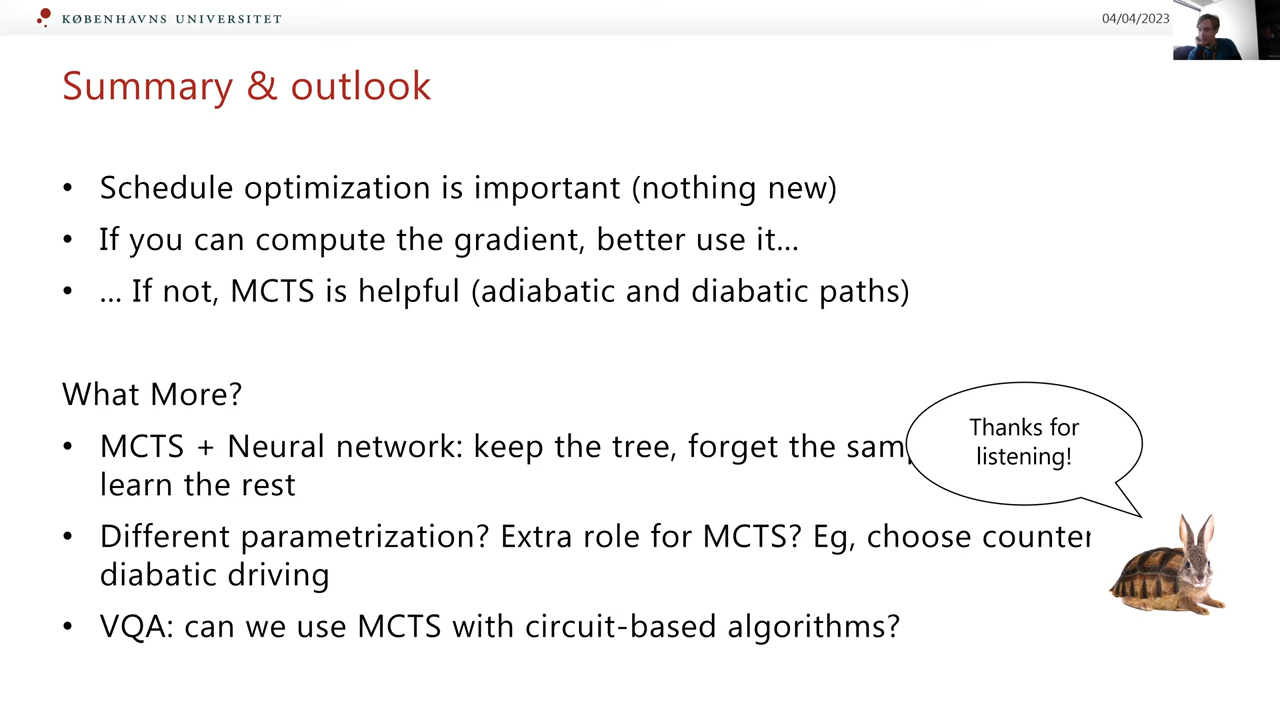 KØBENHAVNS UNIVERSITET
04/04/2023
Summary & outlook
• Schedule optimization is important (nothing new)
• If you can compute the gradient, better use it…
• … If not, MCTS is helpful (adiabatic and diabatic paths)
What More?
• MCTS + Neural network: keep the tree, forget the
learn the rest
Thanks for
listening!
• Different parametrization? Extra role for MCTS? Eg, choose counter
diabatic driving
• VQA: can we use MCTS with circuit-based algorithms?